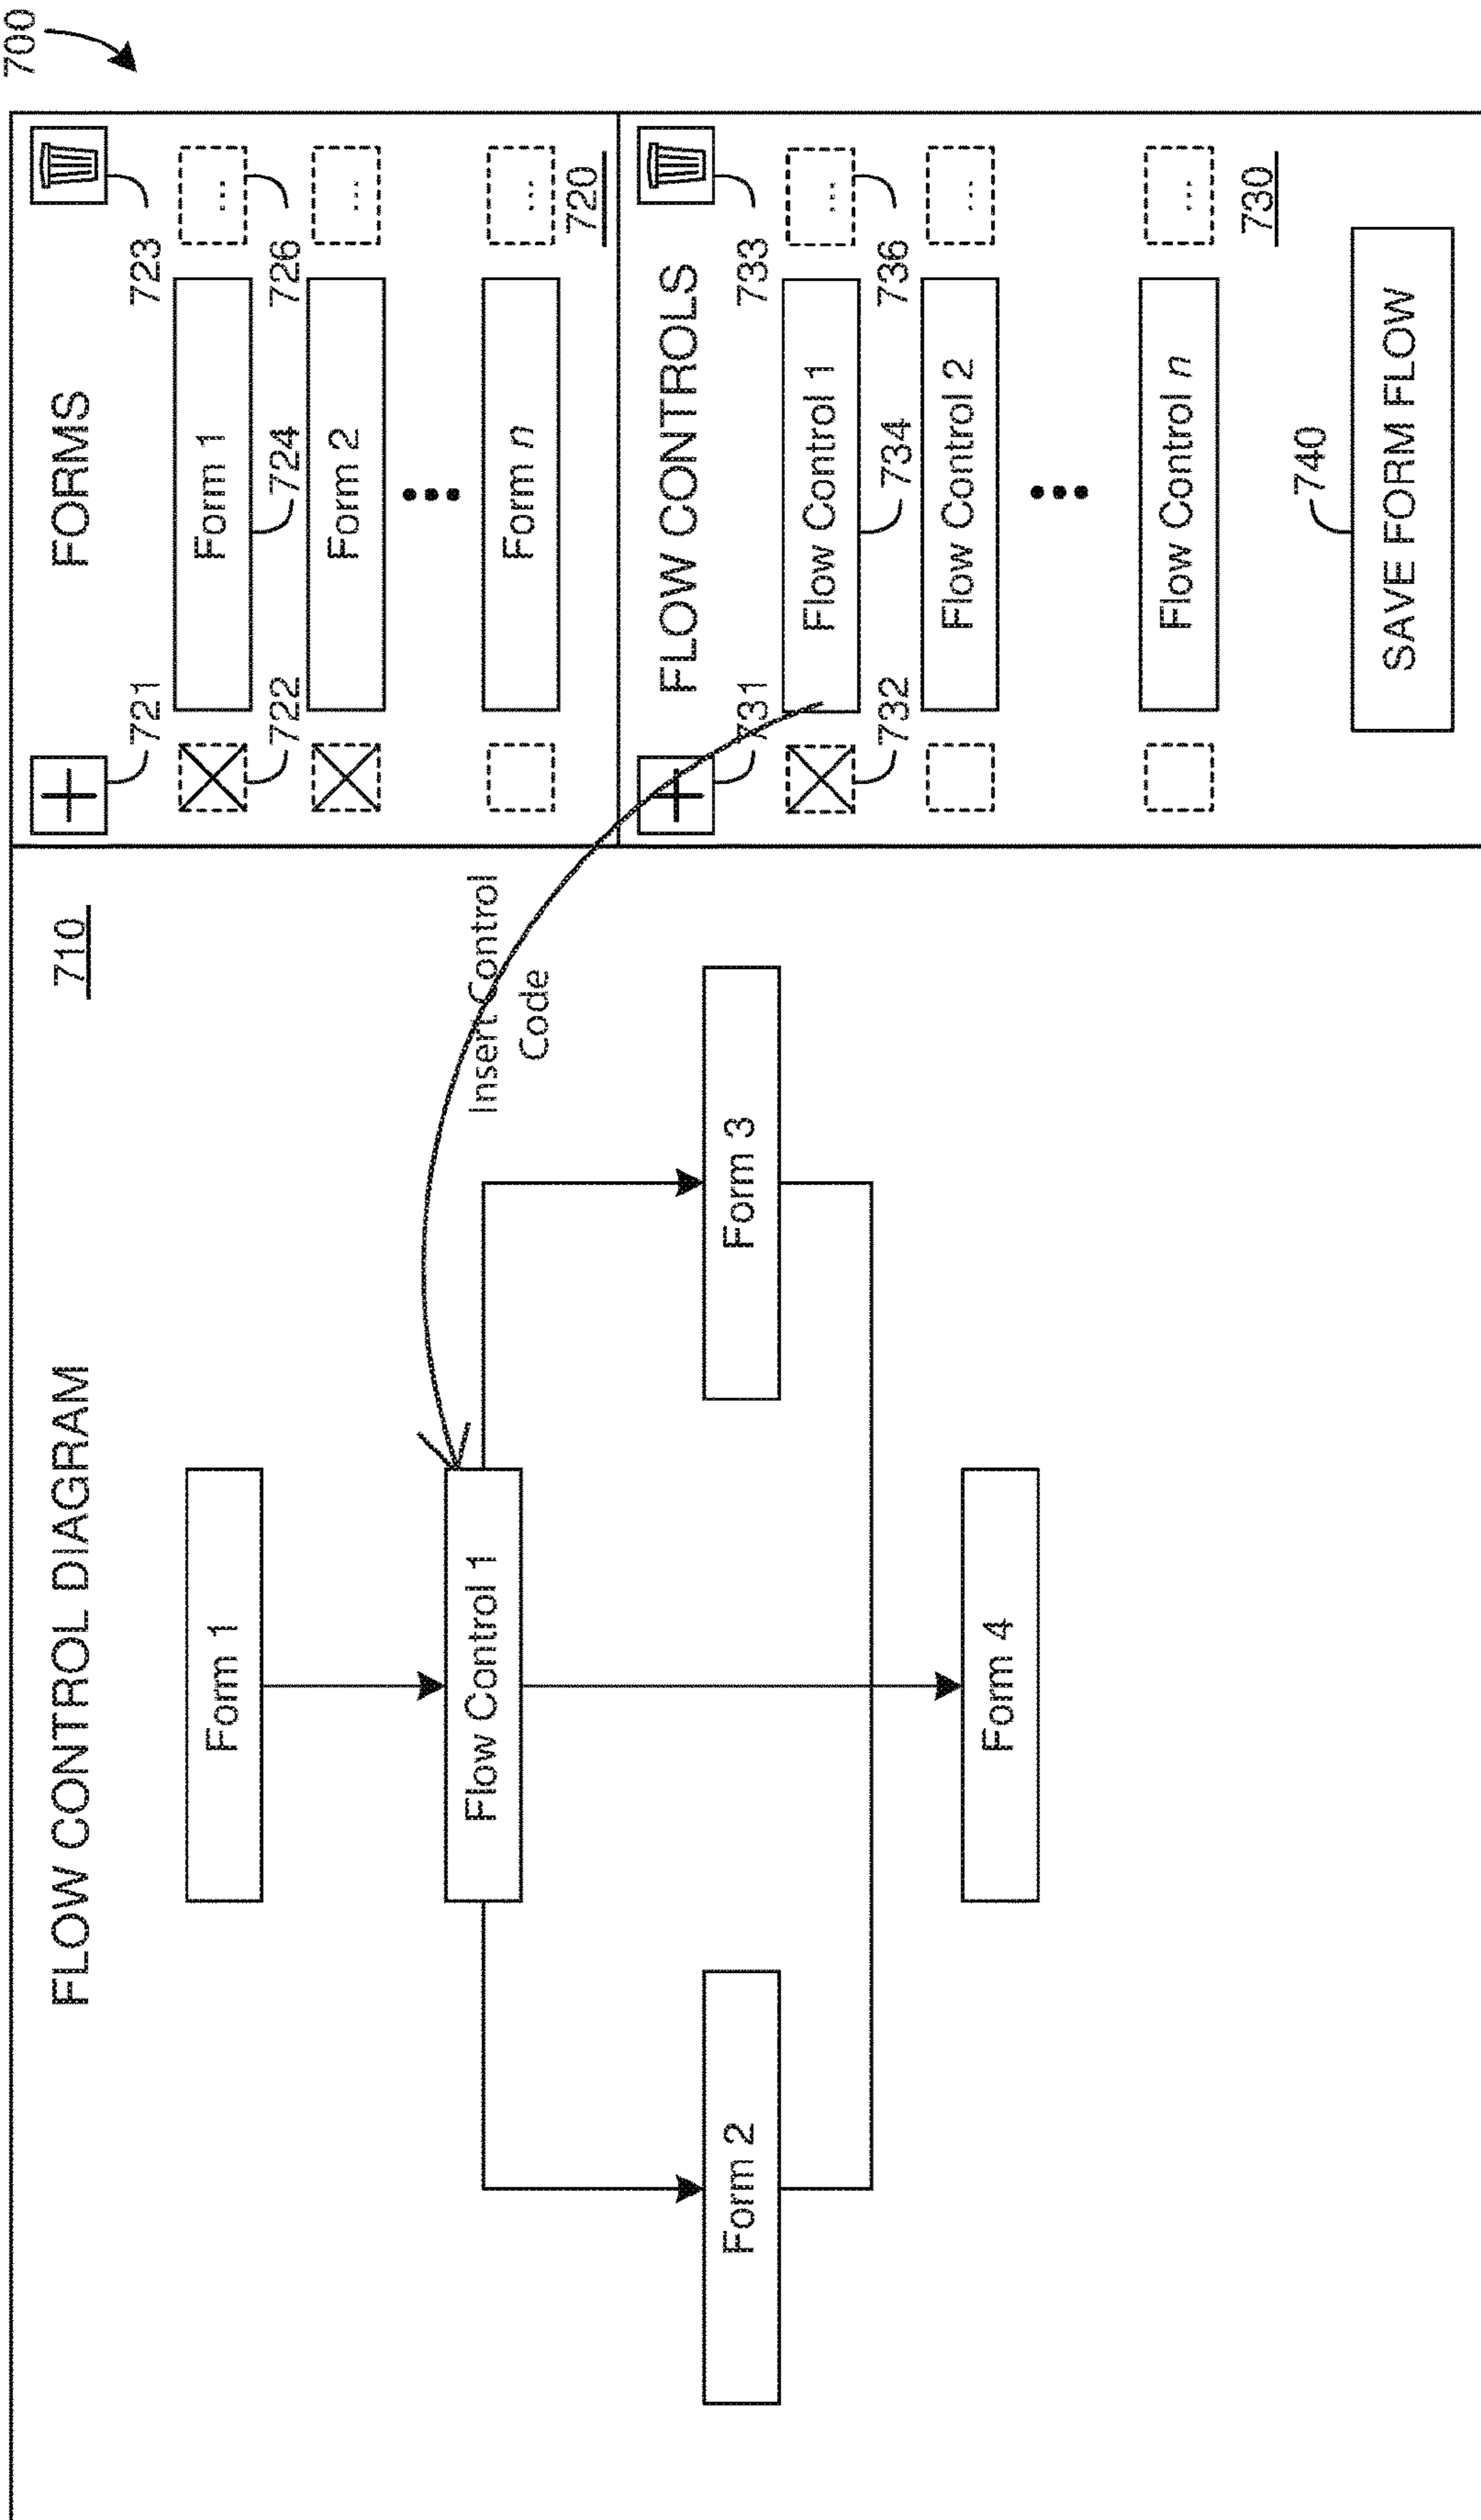 700
FLOW CONTROL DIAGRAM
710
Form 1
Flow Control 1
Insert Control
Code
Form 2
Form 3
Form 4
FORMS
721
723
Form 1
722
724
726
...
Form 2
...
Form n
...
720
FLOW CONTROLS
731
733
Flow Control 1
...
732
734
736
Flow Control 2
...
Flow Control n
...
730
740
SAVE FORM FLOW